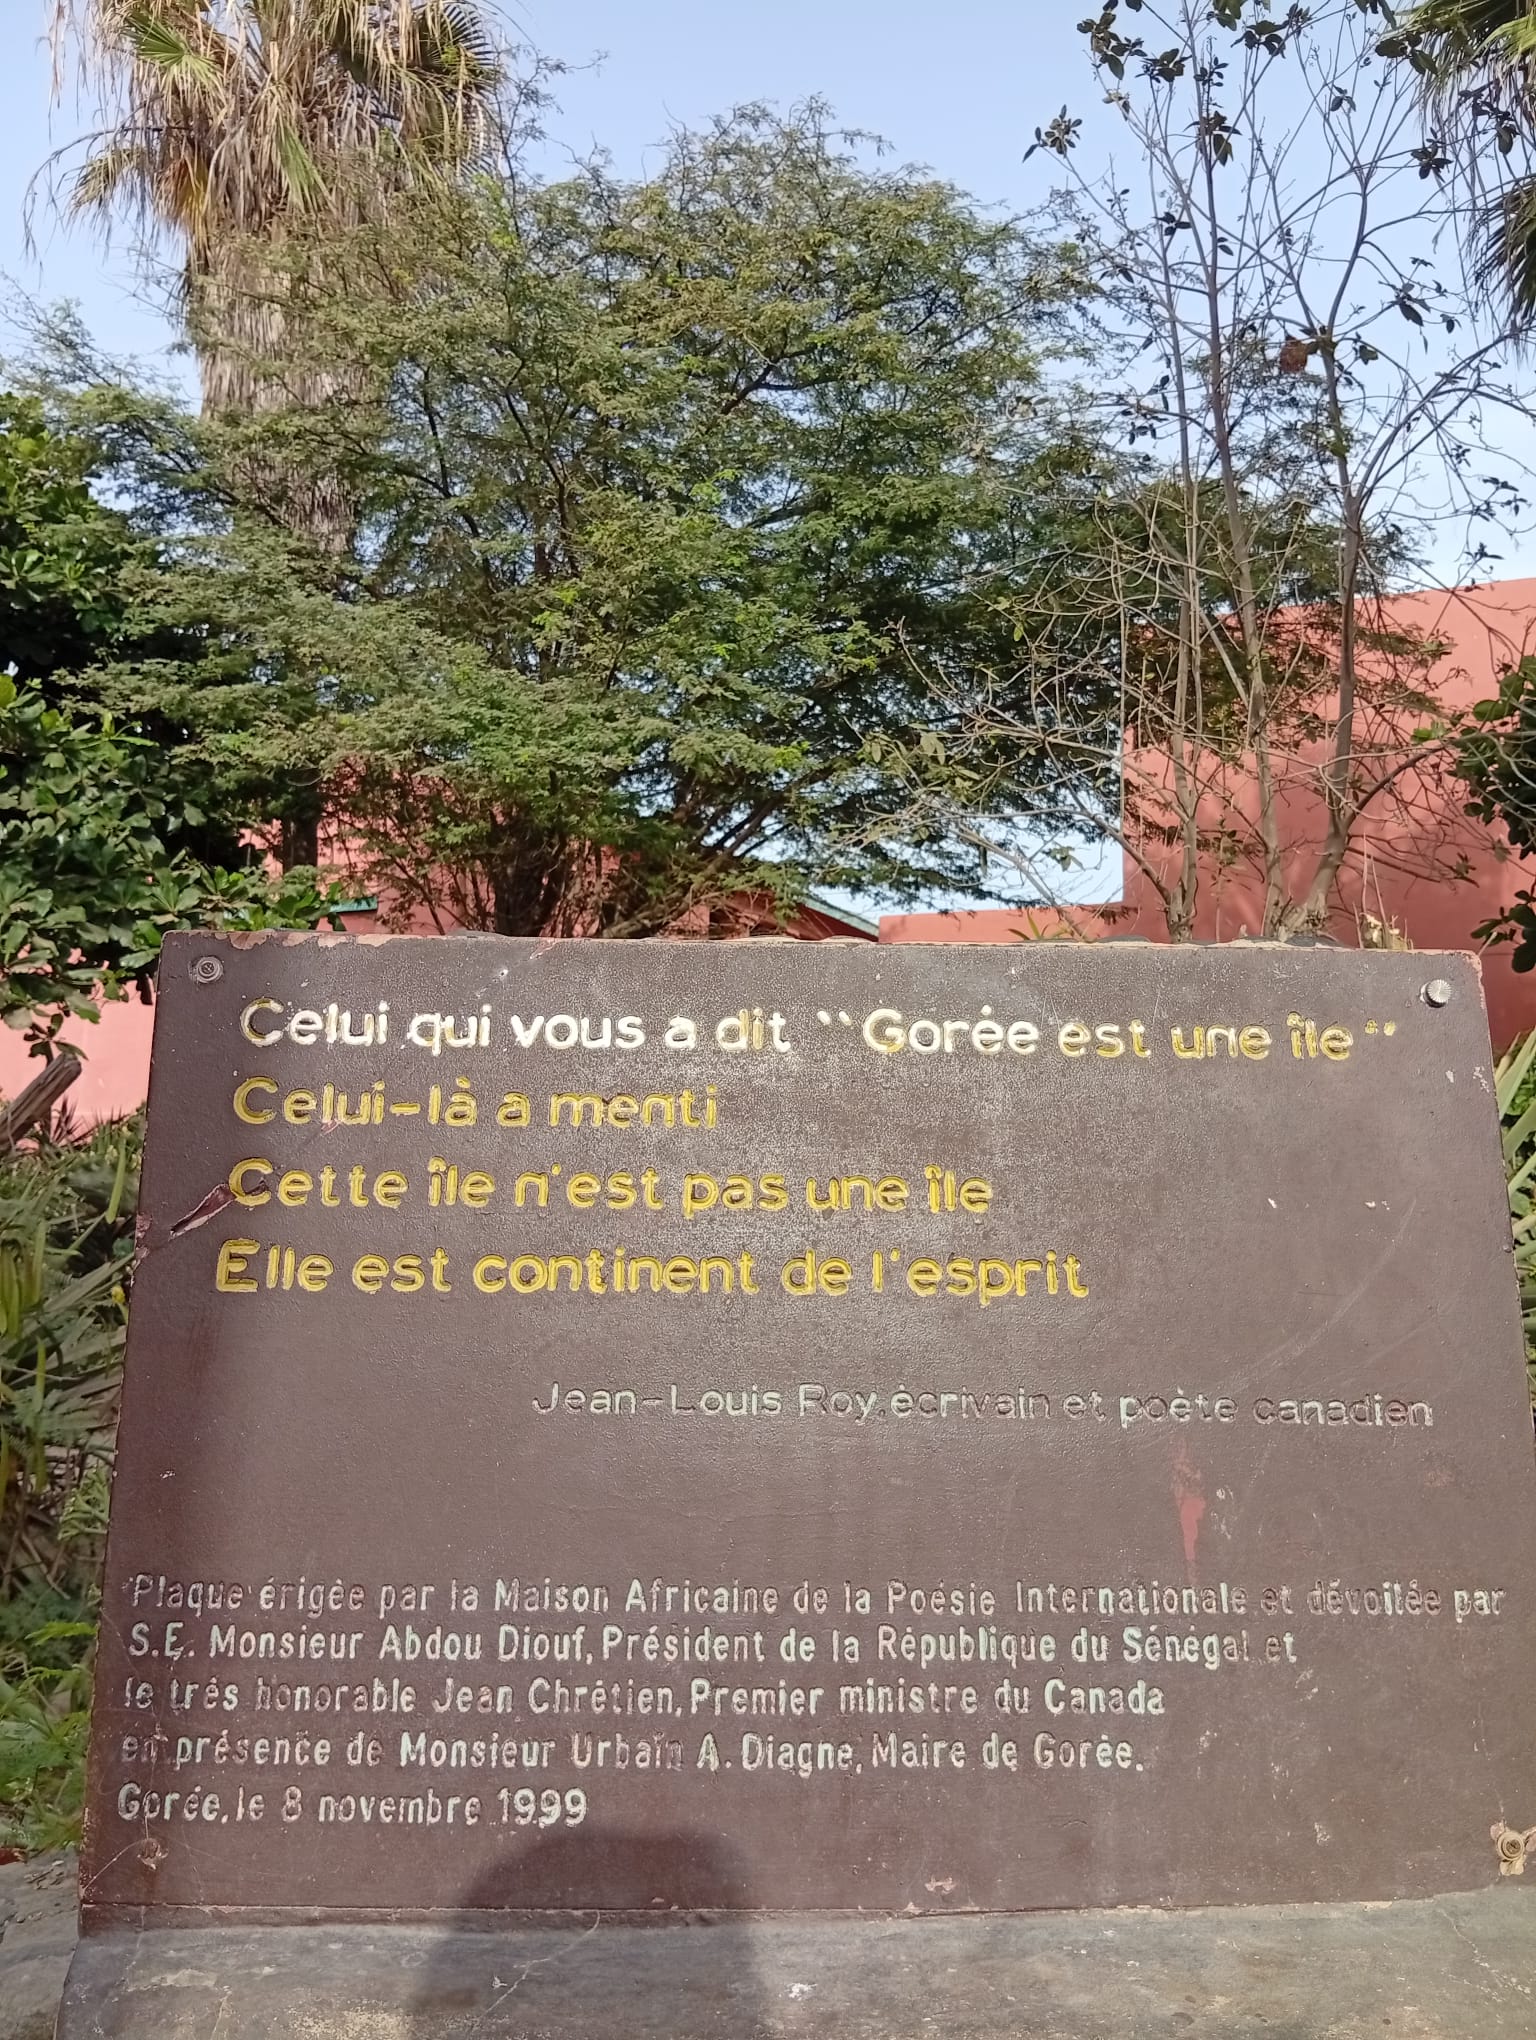 Celui qui vous a dit "Gorée est une île"
Celui-là a menti
Cette île n'est pas une île
Elle est continent de l'esprit
Jean-Louis Roy, écrivain et poète canadien
Plaque érigée par la Maison Africaine de la Poésie Internationale et dévoilée par
S.E. Monsieur Abdou Diouf, Président de la République du Sénégal et
le très honorable Jean Chrétien, Premier ministre du Canada
en présence de Monsieur Urbain A. Diagne, Maire de Gorée.
Gorée, le 8 novembre 1999